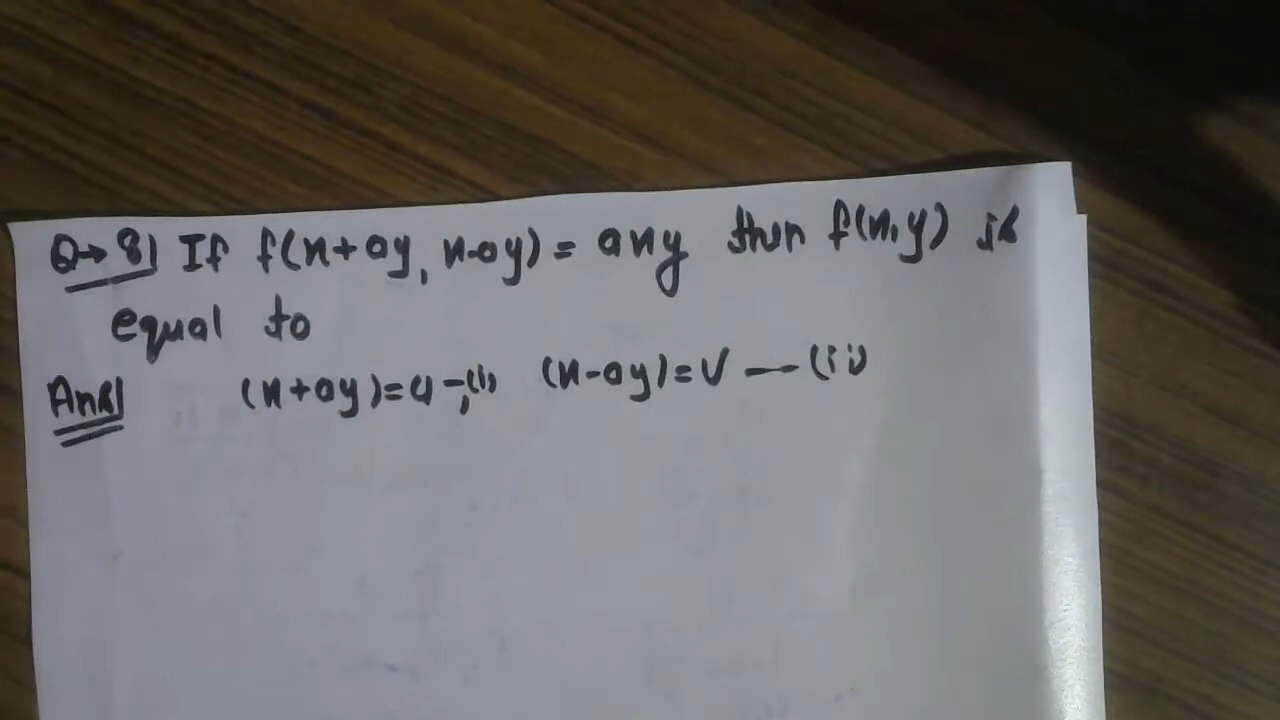 Q→8) If f(x+ay, x-ay) = axy then f(x,y) is
equal to
Ans) (x+ay)=u-(i), (x-ay)=v — (ii)